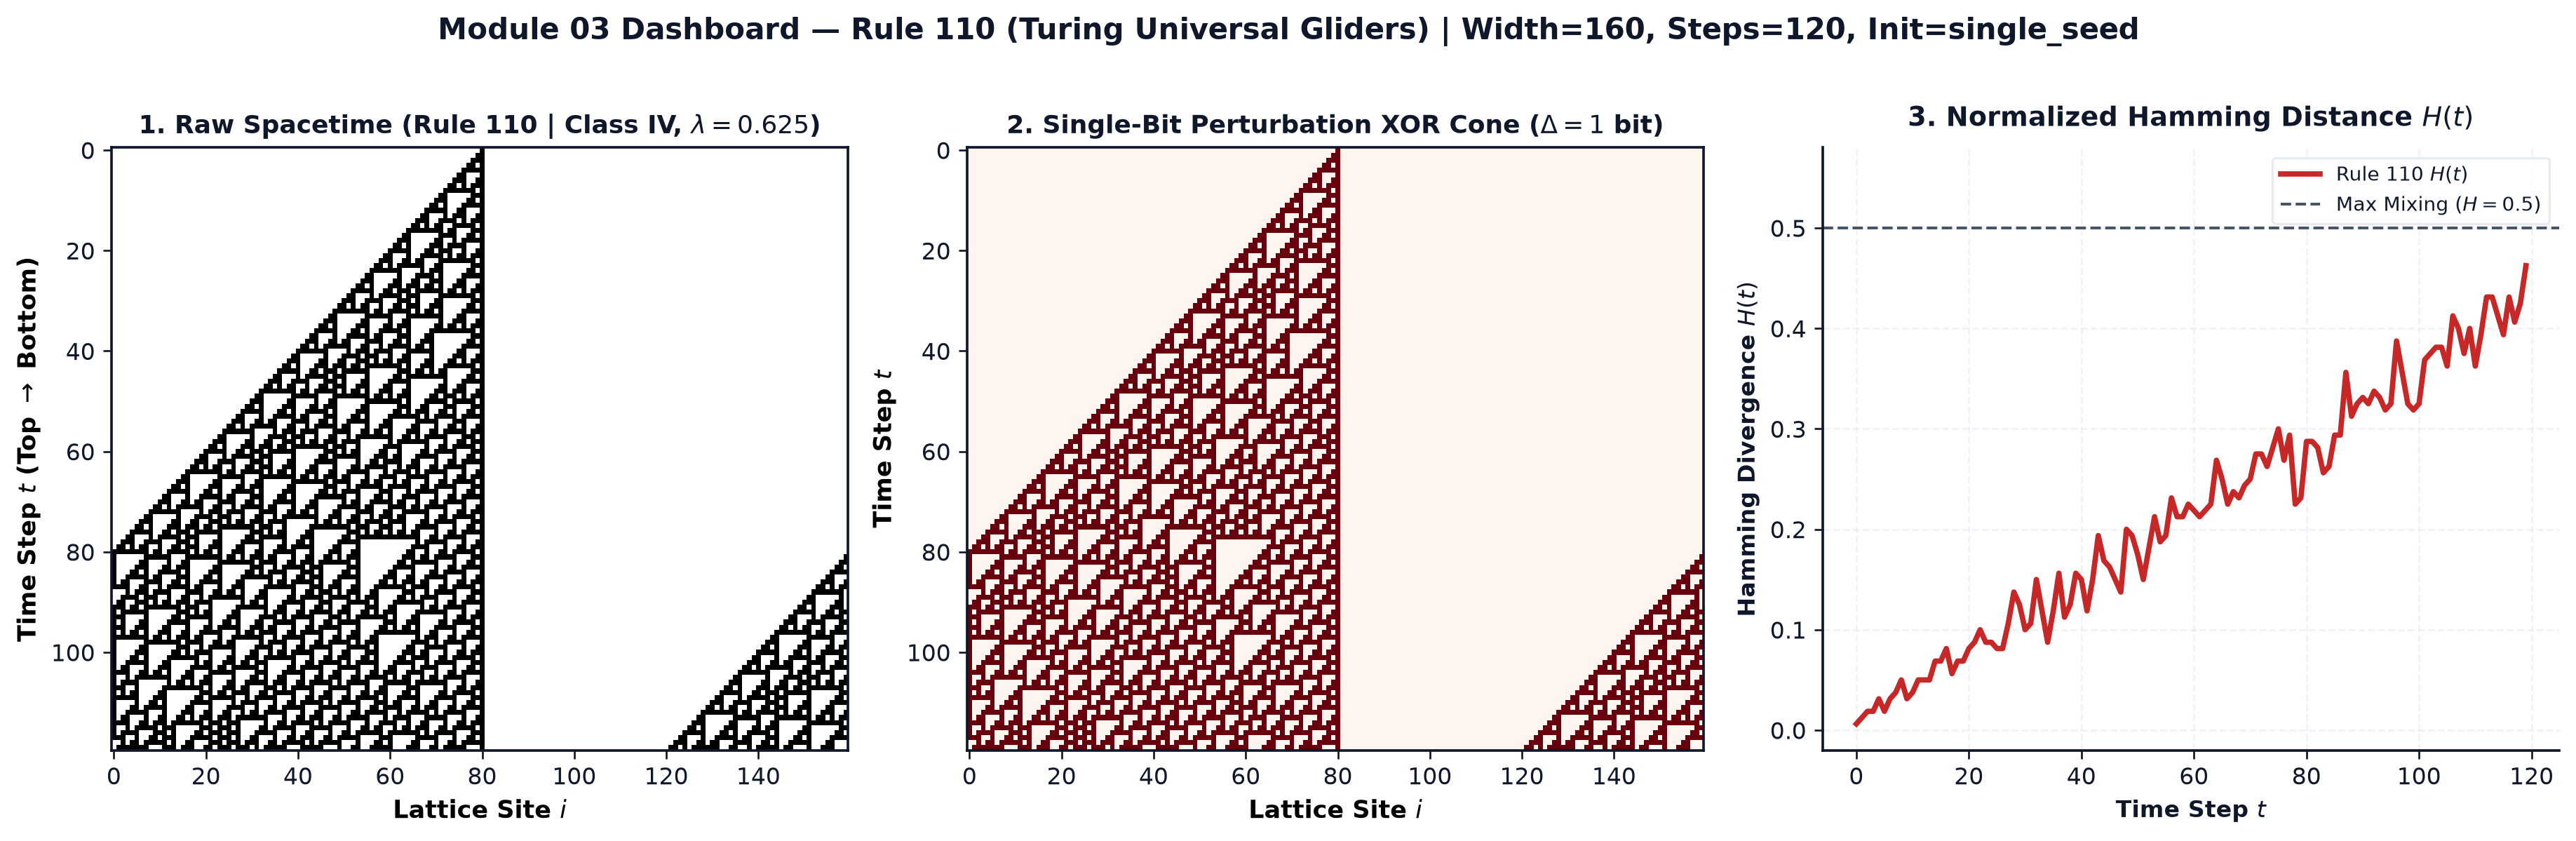 Module 03 Dashboard — Rule 110 (Turing Universal Gliders) | Width=160, Steps=120, Init=single_seed
1. Raw Spacetime (Rule 110 | Class IV, λ = 0.625)
Time Step t (Top → Bottom)
0
20
40
60
80
100
0 20 40 60 80 100 120 140
Lattice Site i
2. Single-Bit Perturbation XOR Cone (Δ = 1 bit)
Time Step t
0
20
40
60
80
100
0 20 40 60 80 100 120 140
Lattice Site i
3. Normalized Hamming Distance H(t)
Rule 110 H(t)
Max Mixing (H = 0.5)
Hamming Divergence H(t)
0.5
0.4
0.3
0.2
0.1
0.0
0 20 40 60 80 100 120
Time Step t